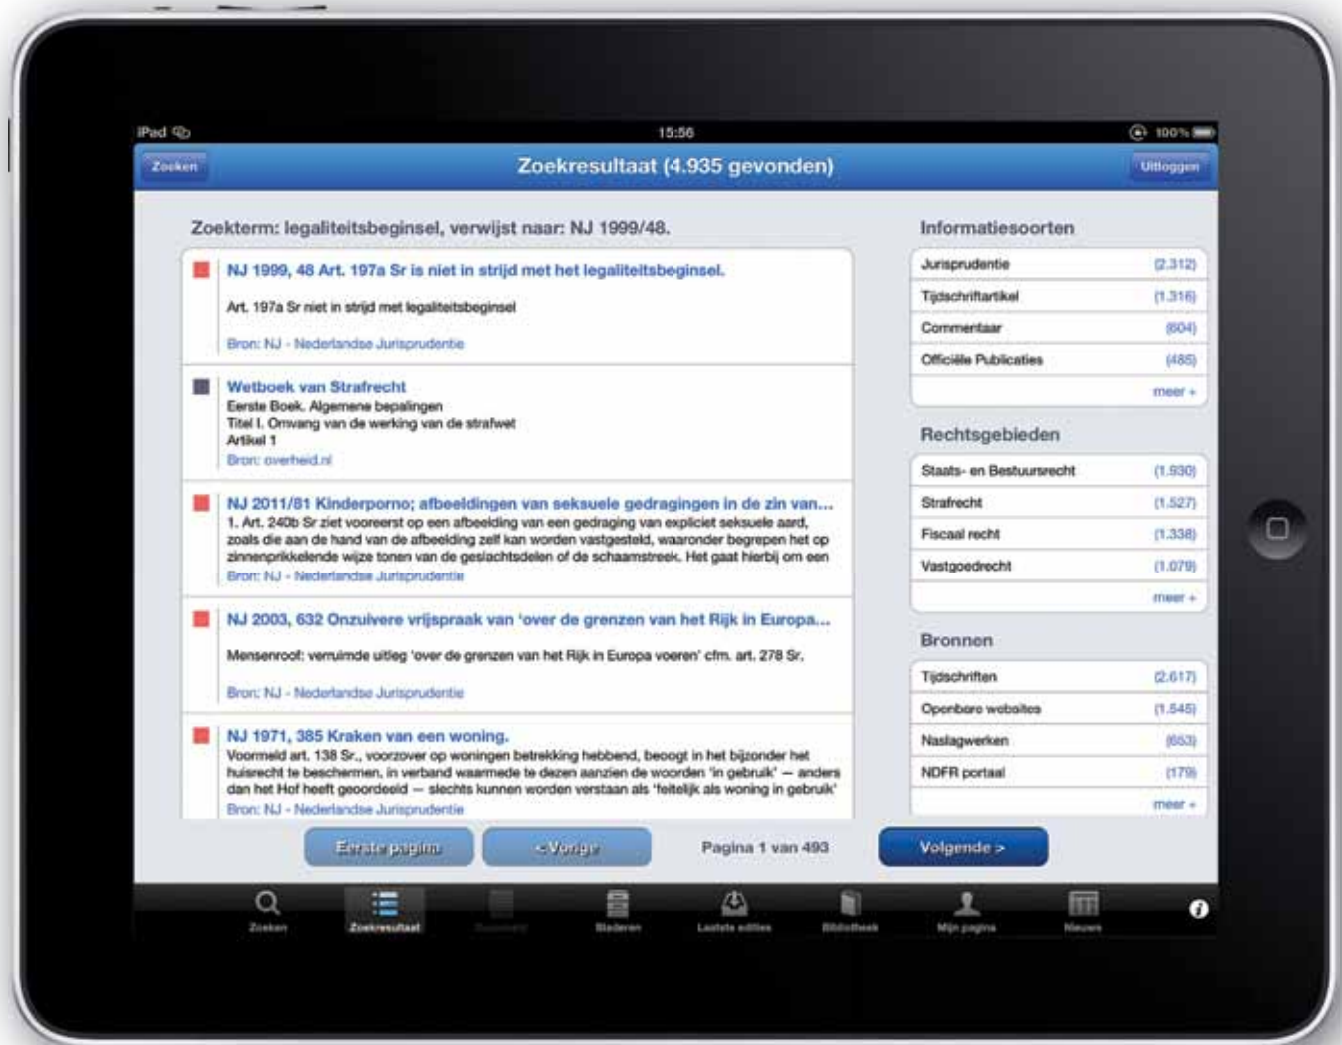 iPad
15:56
100%
Zoeken
Zoekresultaat (4.935 gevonden)
Uitloggen
Zoekterm: legaliteitsbeginsel, verwijst naar: NJ 1999/48.
NJ 1999, 48 Art. 197a Sr is niet in strijd met het legaliteitsbeginsel.
Art. 197a Sr niet in strijd met legaliteitsbeginsel
Bron: NJ - Nederlandse Jurisprudentie
Wetboek van Strafrecht
Eerste Boek. Algemene bepalingen
Titel I. Omvang van de werking van de strafwet
Artikel 1
Bron: overheid.nl
NJ 2011/81 Kinderporno; afbeeldingen van seksuele gedragingen in de zin van...
1. Art. 240b Sr ziet vooreerst op een afbeelding van een gedraging van expliciet seksuele aard,
zoals die aan de hand van de afbeelding zelf kan worden vastgesteld, waaronder begrepen het op
zinnenprikkelende wijze tonen van de geslachtsdelen of de schaamstreek. Het gaat hierbij om een
Bron: NJ - Nederlandse Jurisprudentie
NJ 2003, 632 Onzuivere vrijspraak van 'over de grenzen van het Rijk in Europa...
Mensenroof: verruimde uitleg 'over de grenzen van het Rijk in Europa voeren' cfm. art. 278 Sr.
Bron: NJ - Nederlandse Jurisprudentie
NJ 1971, 385 Kraken van een woning.
Voormeld art. 138 Sr., voorzover op woningen betrekking hebbend, beoogt in het bijzonder het
huisrecht te beschermen, in verband waarmede te dezen aanzien de woorden 'in gebruik' — anders
dan het Hof heeft geoordeeld — slechts kunnen worden verstaan als 'feitelijk als woning in gebruik'
Bron: NJ - Nederlandse Jurisprudentie
Informatiesoorten
Jurisprudentie (2.312)
Tijdschriftartikel (1.316)
Commentaar (604)
Officiële Publicaties (485)
meer +
Rechtsgebieden
Staats- en Bestuursrecht (1.930)
Strafrecht (1.527)
Fiscaal recht (1.338)
Vastgoedrecht (1.079)
meer +
Bronnen
Tijdschriften (2.617)
Openbare websites (1.545)
Naslagwerken (653)
NDFR portaal (179)
meer +
Eerste pagina
< Vorige
Pagina 1 van 493
Volgende >
Zoeken
Zoekresultaat
Bladeren
Laatste edities
Bibliotheek
Mijn pagina
Nieuws